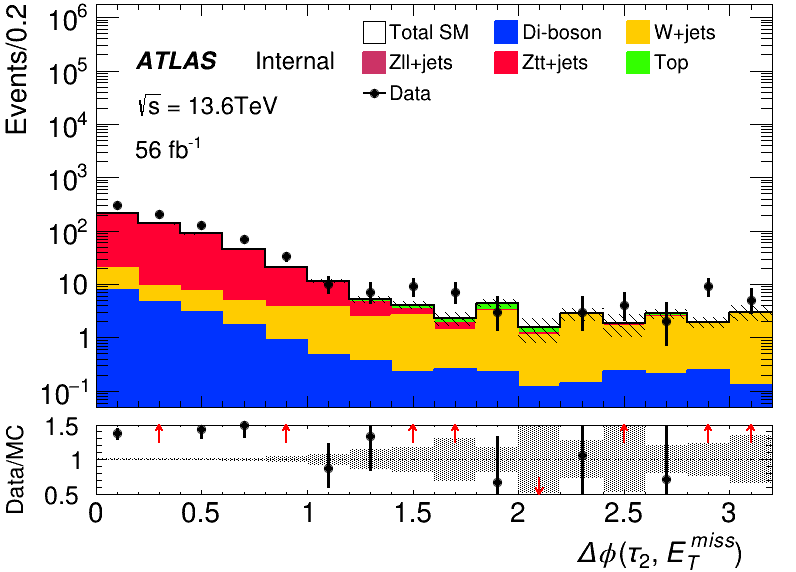 Events/0.2
10⁶
10⁵
10⁴
10³
10²
10
1
10⁻¹
ATLAS Internal
√s = 13.6TeV
56 fb⁻¹
Total SM Di-boson W+jets
Zll+jets Ztt+jets Top
Data
Data/MC
1.5
1
0.5
0 0.5 1 1.5 2 2.5 3
Δϕ(τ₂, E_T^miss)